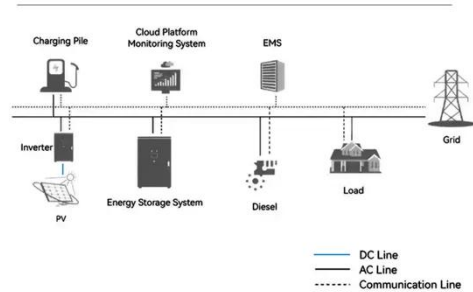 Charging Pile
Cloud Platform
Monitoring System
EMS
Grid
Inverter
PV
Energy Storage System
Diesel
Load
DC Line
AC Line
Communication Line